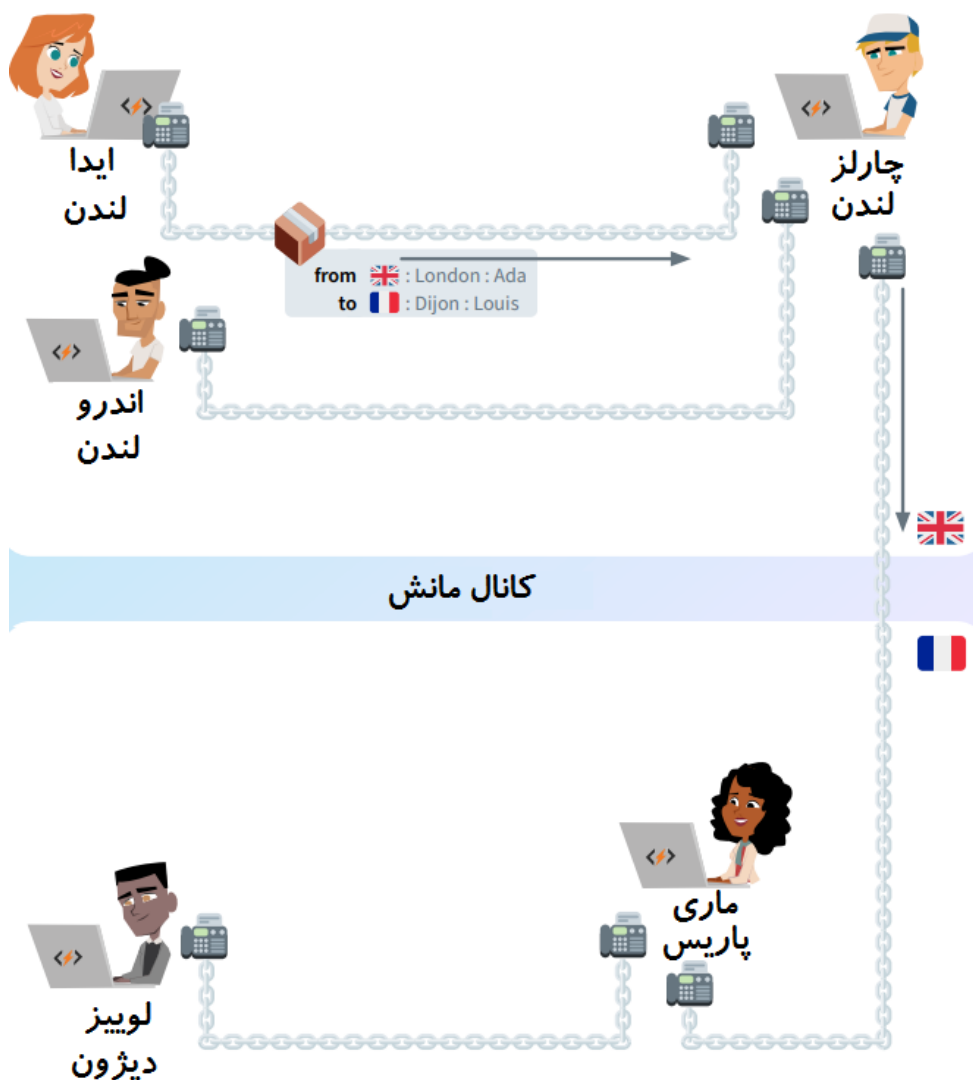 ایدا
لندن
چارلز
لندن
from : London : Ada
to : Dijon : Louis
اندرو
لندن
کانال مانش
ماری
پاریس
لوییز
دیژون